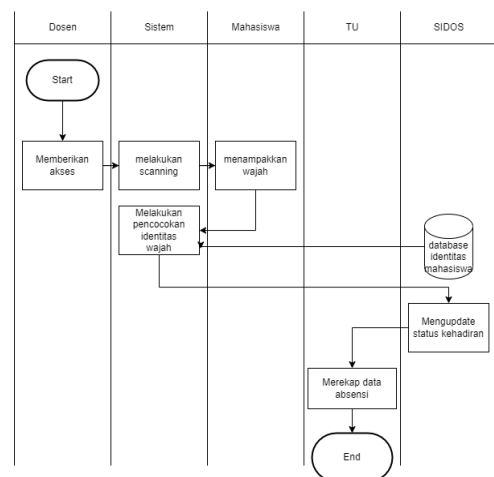 Dosen
Sistem
Mahasiswa
TU
SIDOS
Start
Memberikan
akses
melakukan
scanning
menampakkan
wajah
Melakukan
pencocokan
identitas
wajah
database
identitas
mahasiswa
Mengupdate
status kehadiran
Merekap data
absensi
End